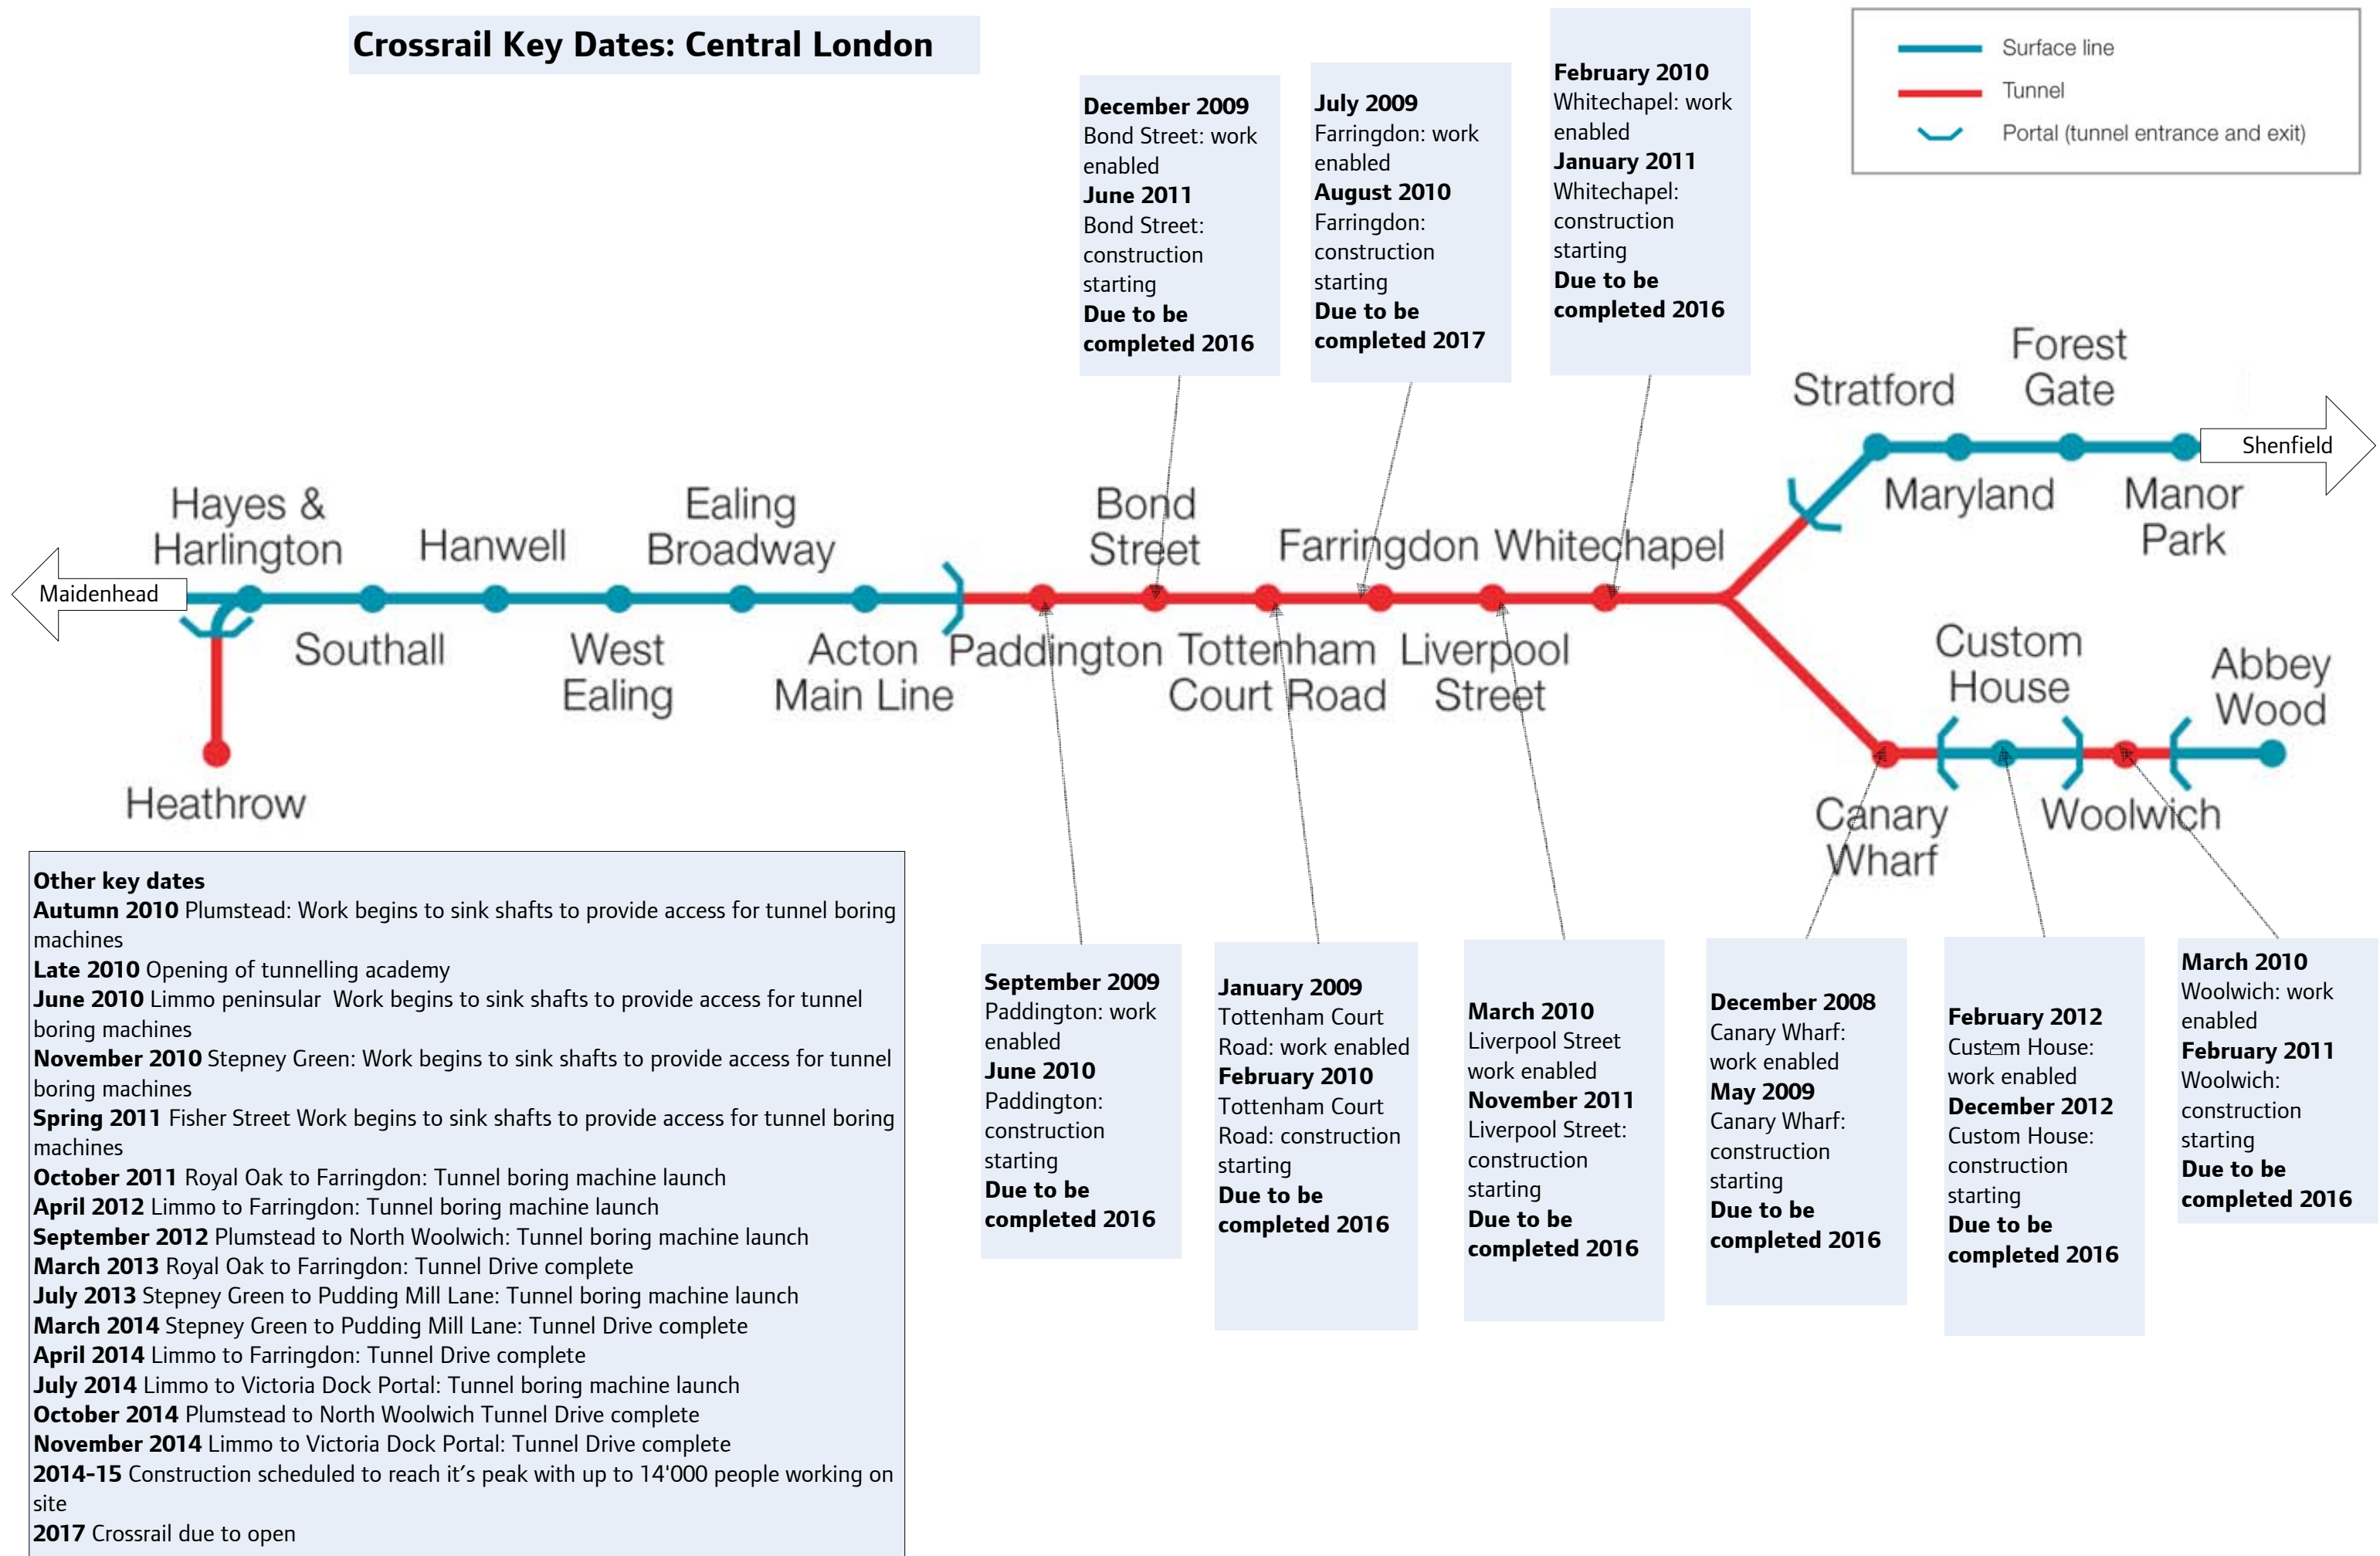 Crossrail Key Dates: Central London
Surface line
Tunnel
Portal (tunnel entrance and exit)
December 2009
Bond Street: work
enabled
June 2011
Bond Street:
construction
starting
Due to be
completed 2016
July 2009
Farringdon: work
enabled
August 2010
Farringdon:
construction
starting
Due to be
completed 2017
February 2010
Whitechapel: work
enabled
January 2011
Whitechapel:
construction
starting
Due to be
completed 2016
Maidenhead
Hayes &
Harlington
Heathrow
Southall
Hanwell
West
Ealing
Ealing
Broadway
Acton
Main Line
Paddington
Bond
Street
Tottenham
Court Road
Farringdon
Liverpool
Street
Whitechapel
Stratford
Maryland
Forest
Gate
Manor
Park
Shenfield
Canary
Wharf
Custom
House
Woolwich
Abbey
Wood
Other key dates
Autumn 2010 Plumstead: Work begins to sink shafts to provide access for tunnel boring
machines
Late 2010 Opening of tunnelling academy
June 2010 Limmo peninsular  Work begins to sink shafts to provide access for tunnel
boring machines
November 2010 Stepney Green: Work begins to sink shafts to provide access for tunnel
boring machines
Spring 2011 Fisher Street Work begins to sink shafts to provide access for tunnel boring
machines
October 2011 Royal Oak to Farringdon: Tunnel boring machine launch
April 2012 Limmo to Farringdon: Tunnel boring machine launch
September 2012 Plumstead to North Woolwich: Tunnel boring machine launch
March 2013 Royal Oak to Farringdon: Tunnel Drive complete
July 2013 Stepney Green to Pudding Mill Lane: Tunnel boring machine launch
March 2014 Stepney Green to Pudding Mill Lane: Tunnel Drive complete
April 2014 Limmo to Farringdon: Tunnel Drive complete
July 2014 Limmo to Victoria Dock Portal: Tunnel boring machine launch
October 2014 Plumstead to North Woolwich Tunnel Drive complete
November 2014 Limmo to Victoria Dock Portal: Tunnel Drive complete
2014-15 Construction scheduled to reach it’s peak with up to 14'000 people working on
site
2017 Crossrail due to open
September 2009
Paddington: work
enabled
June 2010
Paddington:
construction
starting
Due to be
completed 2016
January 2009
Tottenham Court
Road: work enabled
February 2010
Tottenham Court
Road: construction
starting
Due to be
completed 2016
March 2010
Liverpool Street
work enabled
November 2011
Liverpool Street:
construction
starting
Due to be
completed 2016
December 2008
Canary Wharf:
work enabled
May 2009
Canary Wharf:
construction
starting
Due to be
completed 2016
February 2012
Custom House:
work enabled
December 2012
Custom House:
construction
starting
Due to be
completed 2016
March 2010
Woolwich: work
enabled
February 2011
Woolwich:
construction
starting
Due to be
completed 2016